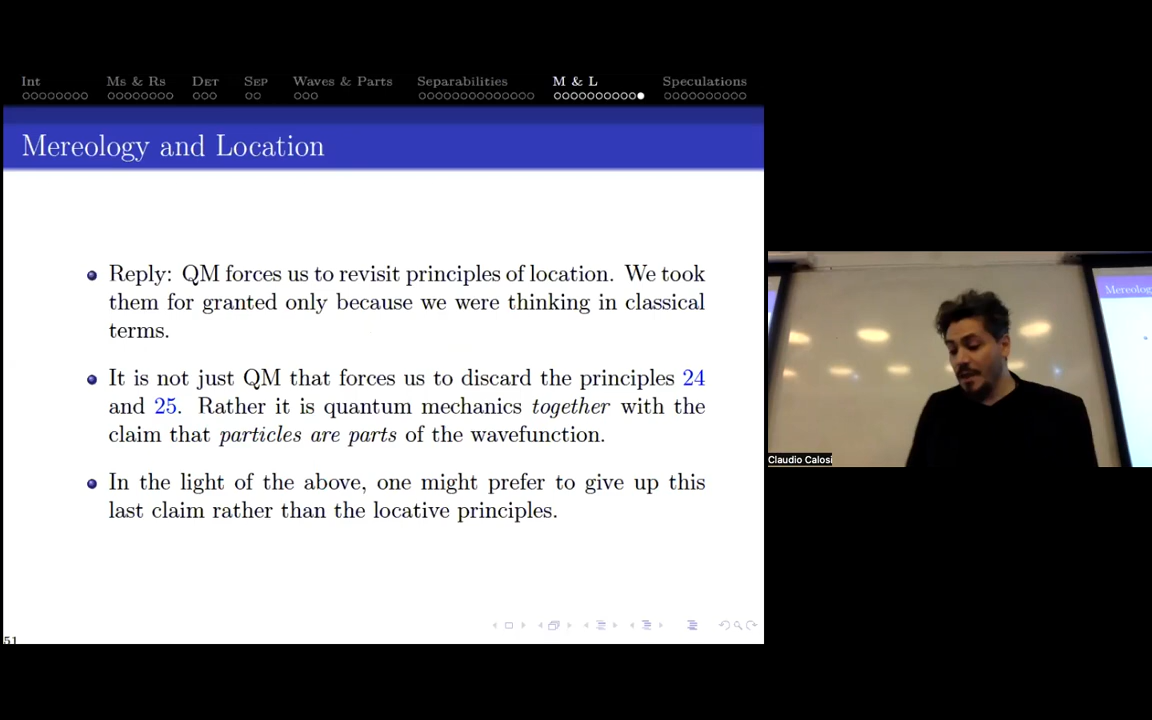 Int Ms & Rs Det Sep Waves & Parts Separabilities M & L Speculations
Mereology and Location
Reply: QM forces us to revisit principles of location. We took
them for granted only because we were thinking in classical
terms.
It is not just QM that forces us to discard the principles 24
and 25. Rather it is quantum mechanics together with the
claim that particles are parts of the wavefunction.
In the light of the above, one might prefer to give up this
last claim rather than the locative principles.
51
Claudio Calosi